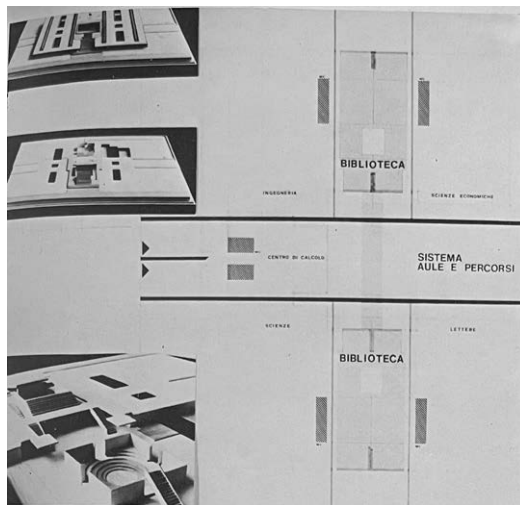 BIBLIOTECA
INGEGNERIA
SCIENZE ECONOMICHE
CENTRO DI CALCOLO
SISTEMA
AULE E PERCORSI
SCIENZE
LETTERE
BIBLIOTECA